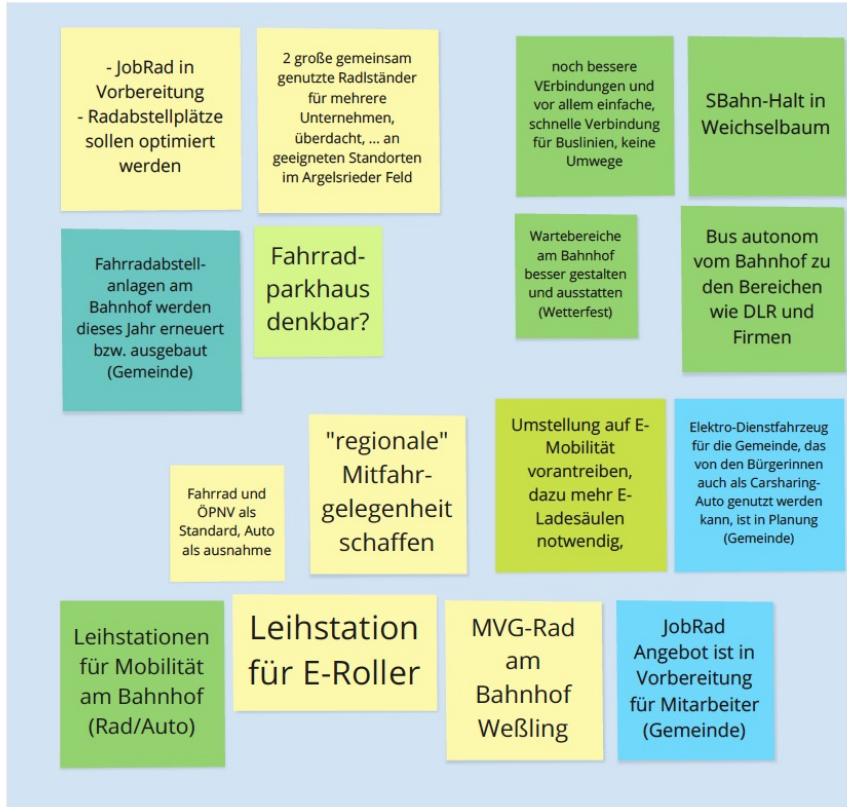 - JobRad in
Vorbereitung
- Radabstellplätze
sollen optimiert
werden
2 große gemeinsam
genutzte Radlständer
für mehrere
Unternehmen,
überdacht, ... an
geeigneten Standorten
im Argelsrieder Feld
noch bessere
VErbindungen und
vor allem einfache,
schnelle Verbindung
für Buslinien, keine
Umwege
SBahn-Halt in
Weichselbaum
Fahrradabstell-
anlagen am
Bahnhof werden
dieses Jahr erneuert
bzw. ausgebaut
(Gemeinde)
Fahrrad-
parkhaus
denkbar?
Wartebereiche
am Bahnhof
besser gestalten
und ausstatten
(Wetterfest)
Bus autonom
vom Bahnhof zu
den Bereichen
wie DLR und
Firmen
Fahrrad und
ÖPNV als
Standard, Auto
als ausnahme
"regionale"
Mitfahr-
gelegenheit
schaffen
Umstellung auf E-
Mobilität
vorantreiben,
dazu mehr E-
Ladesäulen
notwendig,
Elektro-Dienstfahrzeug
für die Gemeinde, das
von den Bürgerinnen
auch als Carsharing-
Auto genutzt werden
kann, ist in Planung
(Gemeinde)
Leihstationen
für Mobilität
am Bahnhof
(Rad/Auto)
Leihstation
für E-Roller
MVG-Rad
am
Bahnhof
Weßling
JobRad
Angebot ist in
Vorbereitung
für Mitarbeiter
(Gemeinde)